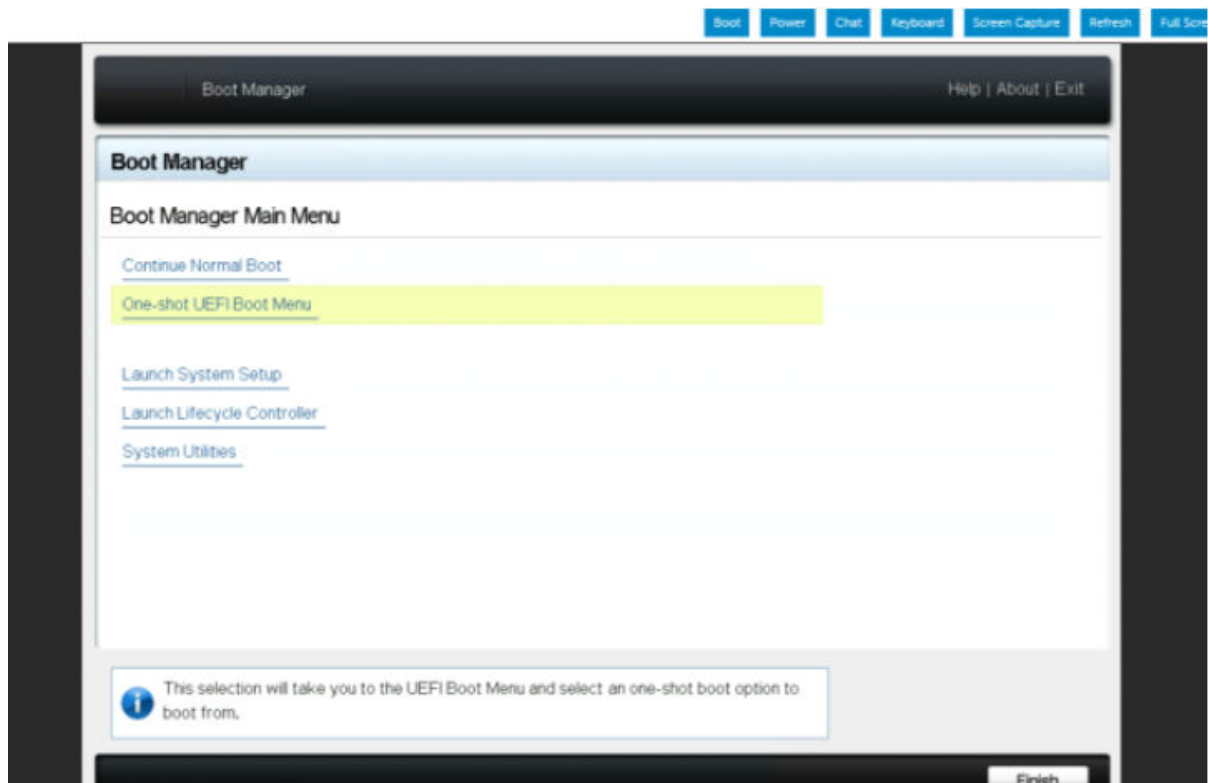 Boot Power Chat Keyboard Screen Capture Refresh Full Scre
Boot Manager Help | About | Exit
Boot Manager
Boot Manager Main Menu
Continue Normal Boot
One-shot UEFI Boot Menu
Launch System Setup
Launch Lifecycle Controller
System Utilities
This selection will take you to the UEFI Boot Menu and select an one-shot boot option to
boot from.
Finish